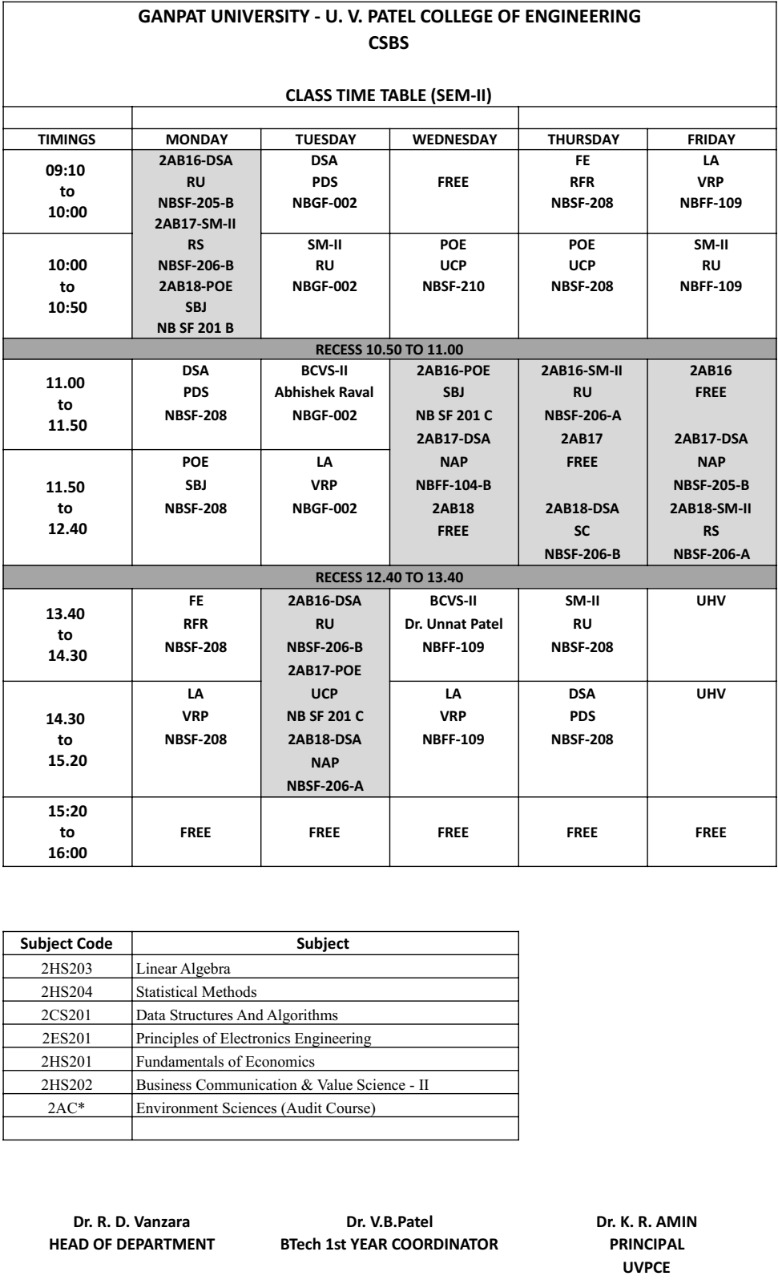 GANPAT UNIVERSITY - U. V. PATEL COLLEGE OF ENGINEERING
CSBS
CLASS TIME TABLE (SEM-II)
TIMINGS MONDAY TUESDAY WEDNESDAY THURSDAY FRIDAY
09:10
to
10:00
2AB16-DSA
RU
NBSF-205-B
2AB17-SM-II
RS
NBSF-206-B
2AB18-POE
SBJ
NB SF 201 B
DSA
PDS
NBGF-002
FREE
FE
RFR
NBSF-208
LA
VRP
NBFF-109
10:00
to
10:50
SM-II
RU
NBGF-002
POE
UCP
NBSF-210
POE
UCP
NBSF-208
SM-II
RU
NBFF-109
RECESS 10.50 TO 11.00
11.00
to
11.50
DSA
PDS
NBSF-208
BCVS-II
Abhishek Raval
NBGF-002
2AB16-POE
SBJ
NB SF 201 C
2AB17-DSA
NAP
NBFF-104-B
2AB18
FREE
2AB16-SM-II
RU
NBSF-206-A
2AB17
FREE
2AB18-DSA
SC
NBSF-206-B
2AB16
FREE
2AB17-DSA
NAP
NBSF-205-B
2AB18-SM-II
RS
NBSF-206-A
11.50
to
12.40
POE
SBJ
NBSF-208
LA
VRP
NBGF-002
RECESS 12.40 TO 13.40
13.40
to
14.30
FE
RFR
NBSF-208
2AB16-DSA
RU
NBSF-206-B
2AB17-POE
UCP
NB SF 201 C
2AB18-DSA
NAP
NBSF-206-A
BCVS-II
Dr. Unnat Patel
NBFF-109
SM-II
RU
NBSF-208
UHV
14.30
to
15.20
LA
VRP
NBSF-208
LA
VRP
NBFF-109
DSA
PDS
NBSF-208
UHV
15:20
to
16:00
FREE FREE FREE FREE FREE
Subject Code Subject
2HS203 Linear Algebra
2HS204 Statistical Methods
2CS201 Data Structures And Algorithms
2ES201 Principles of Electronics Engineering
2HS201 Fundamentals of Economics
2HS202 Business Communication & Value Science - II
2AC* Environment Sciences (Audit Course)
Dr. R. D. Vanzara
HEAD OF DEPARTMENT
Dr. V.B.Patel
BTech 1st YEAR COORDINATOR
Dr. K. R. AMIN
PRINCIPAL
UVPCE